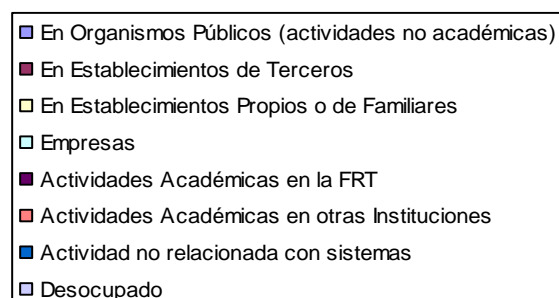 En Organismos Públicos (actividades no académicas)
En Establecimientos de Terceros
En Establecimientos Propios o de Familiares
Empresas
Actividades Académicas en la FRT
Actividades Académicas en otras Instituciones
Actividad no relacionada con sistemas
Desocupado